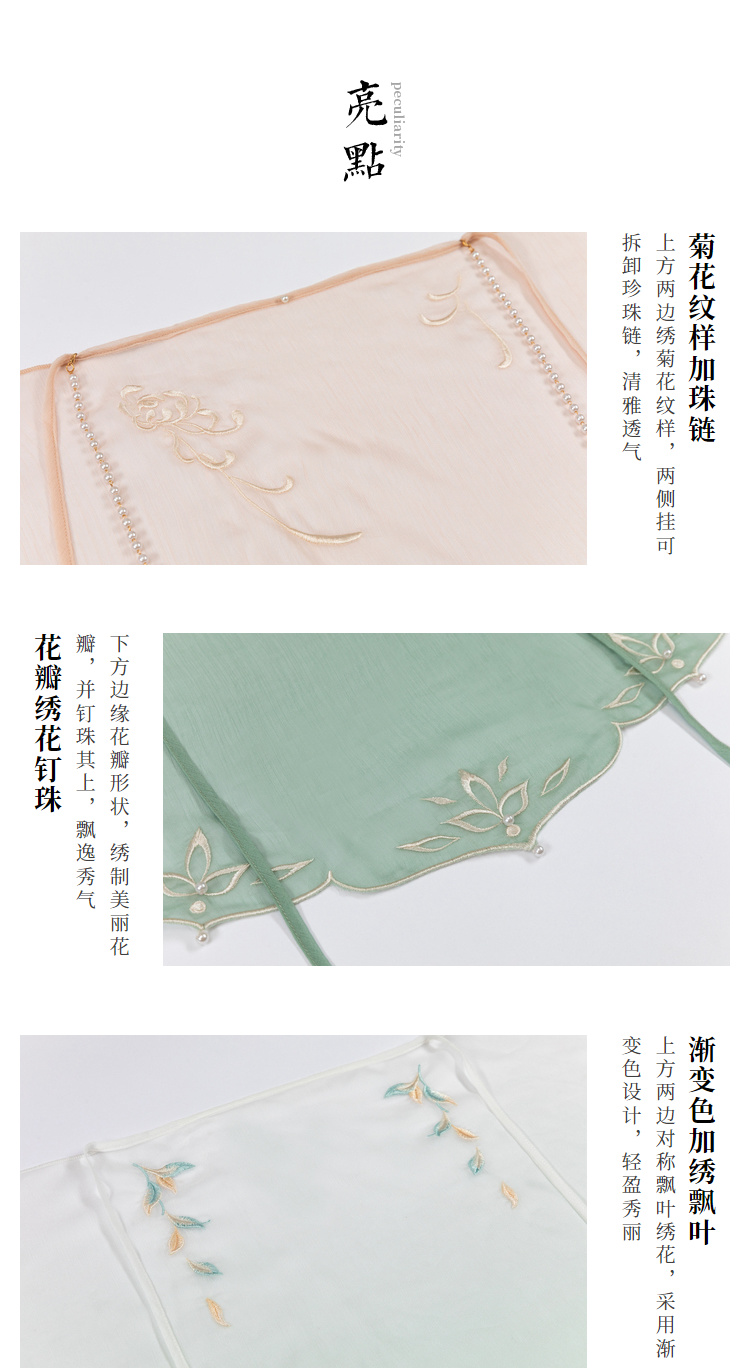 亮點
peculiarity
菊花纹样加珠链
上方两边绣菊花纹样，两侧挂可
拆卸珍珠链，清雅透气
下方边缘花瓣形状，绣制美丽花
瓣，并钉珠其上，飘逸秀气
花瓣绣花钉珠
渐变色加绣飘叶
上方两边对称飘叶绣花，采用渐
变色设计，轻盈秀丽